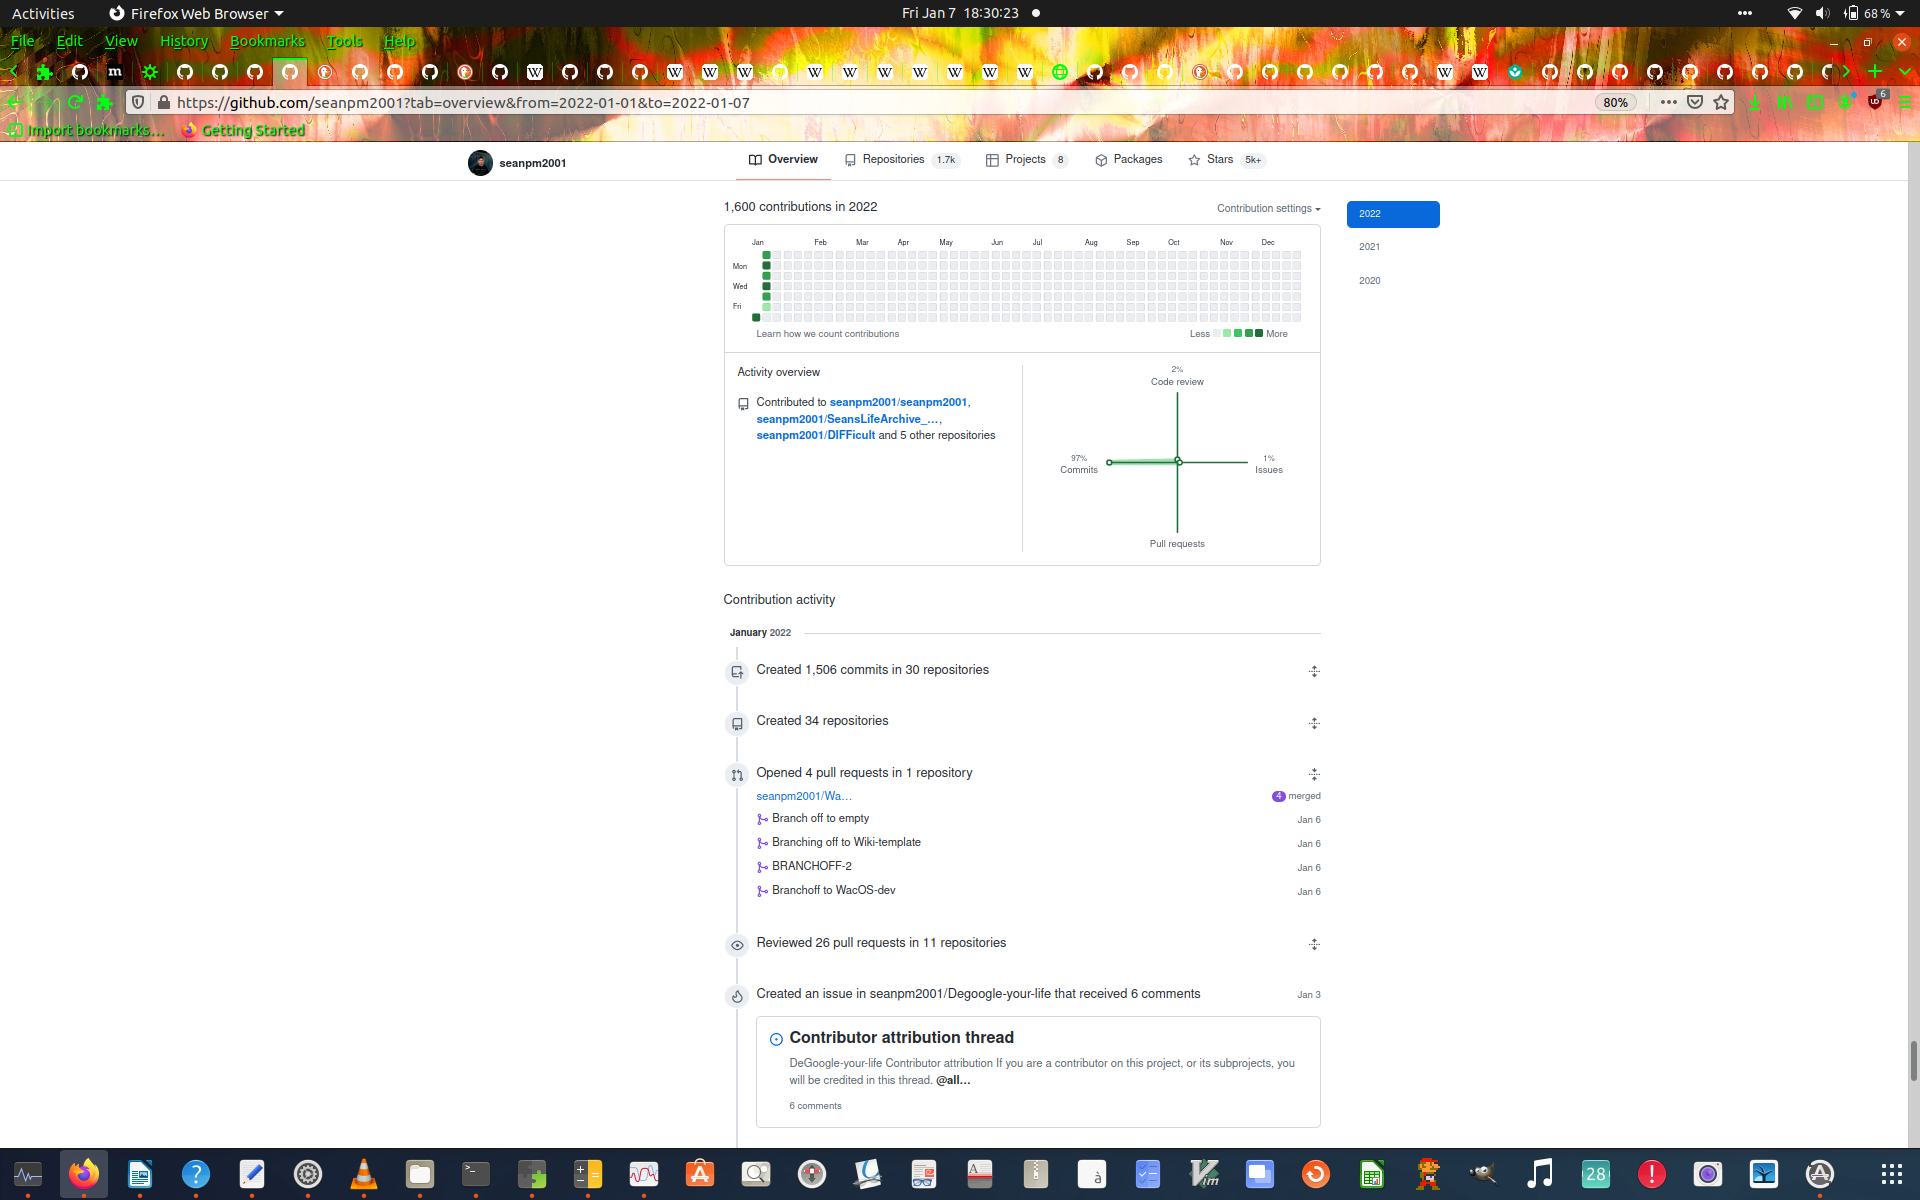 Activities
Firefox Web Browser
Fri Jan 7 18:30:23
68 %
File Edit View History Bookmarks Tools Help
https://github.com/seanpm2001?tab=overview&from=2022-01-01&to=2022-01-07
80%
6
Import bookmarks...
Getting Started
seanpm2001
Overview
Repositories 1.7k
Projects 8
Packages
Stars 5k+
1,600 contributions in 2022
Contribution settings
2022
2021
2020
Jan Feb Mar Apr May Jun Jul Aug Sep Oct Nov Dec
Mon
Wed
Fri
Learn how we count contributions
Less More
Activity overview
Contributed to seanpm2001/seanpm2001,
seanpm2001/SeansLifeArchive_...,
seanpm2001/DIFFicult and 5 other repositories
2%
Code review
97%
Commits
1%
Issues
Pull requests
Contribution activity
January 2022
Created 1,506 commits in 30 repositories
Created 34 repositories
Opened 4 pull requests in 1 repository
seanpm2001/Wa... 4 merged
Branch off to empty Jan 6
Branching off to Wiki-template Jan 6
BRANCHOFF-2 Jan 6
Branchoff to WacOS-dev Jan 6
Reviewed 26 pull requests in 11 repositories
Created an issue in seanpm2001/Degoogle-your-life that received 6 comments Jan 3
Contributor attribution thread
DeGoogle-your-life Contributor attribution If you are a contributor on this project, or its subprojects, you
will be credited in this thread. @all...
6 comments
28